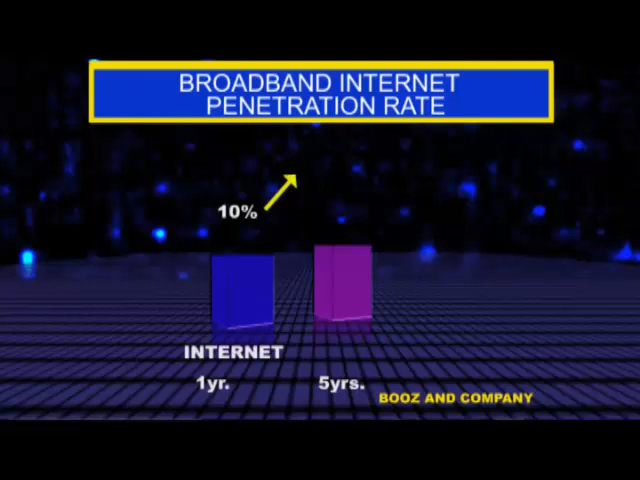 BROADBAND INTERNET
PENETRATION RATE
10%
INTERNET
1yr. 5yrs.
BOOZ AND COMPANY